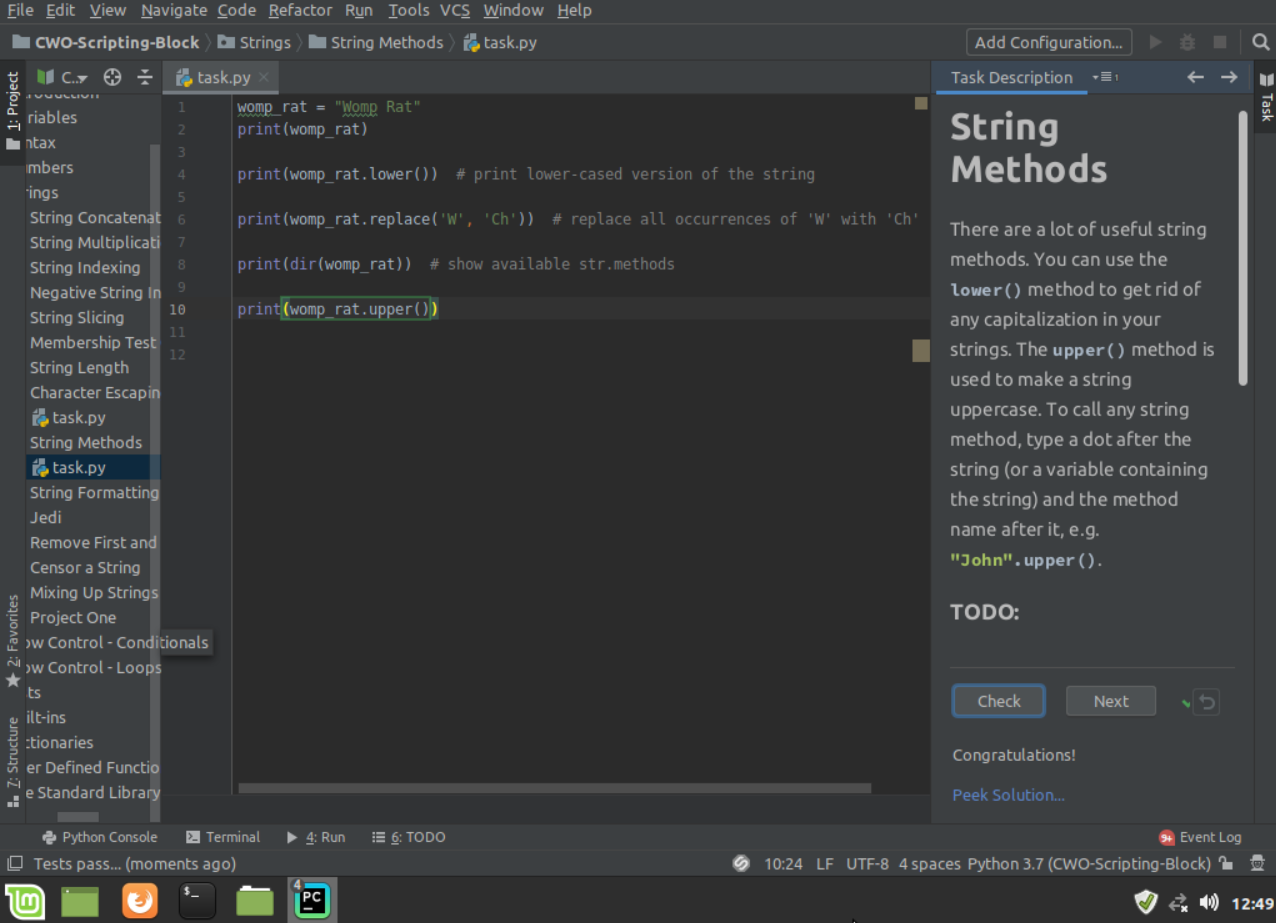 File Edit View Navigate Code Refactor Run Tools VCS Window Help
CWO-Scripting-Block Strings String Methods task.py Add Configuration...
1: Project
C.. task.py
riables
ntax
mbers
ings
String Concatenat
String Multiplicati
String Indexing
Negative String In
String Slicing
Membership Test
String Length
Character Escapin
task.py
String Methods
task.py
String Formatting
Jedi
Remove First and
Censor a String
Mixing Up Strings
Project One
ow Control - Conditionals
ow Control - Loops
ts
ilt-ins
ctionaries
er Defined Functio
e Standard Library
2: Favorites
7: Structure
1 womp_rat = "Womp Rat"
2 print(womp_rat)
3
4 print(womp_rat.lower())  # print lower-cased version of the string
5
6 print(womp_rat.replace('W', 'Ch'))  # replace all occurrences of 'W' with 'Ch'
7
8 print(dir(womp_rat))  # show available str.methods
9
10 print(womp_rat.upper())
11
12
Task Description 1
Task
String
Methods
There are a lot of useful string
methods. You can use the
lower() method to get rid of
any capitalization in your
strings. The upper() method is
used to make a string
uppercase. To call any string
method, type a dot after the
string (or a variable containing
the string) and the method
name after it, e.g.
"John".upper().
TODO:
Check Next
Congratulations!
Peek Solution...
Python Console Terminal 4: Run 6: TODO 9+ Event Log
Tests pass... (moments ago) 10:24 LF UTF-8 4 spaces Python 3.7 (CWO-Scripting-Block)
$_ 4 PC 12:49